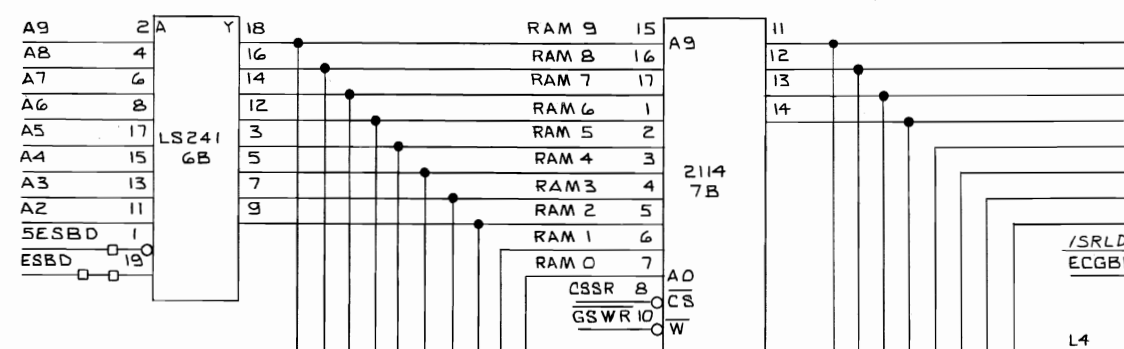 A9 2 A Y 18 RAM 9 15 A9 11
A8 4 16 RAM 8 16 12
A7 6 14 RAM 7 17 13
A6 8 12 RAM 6 1 14
A5 17 3 RAM 5 2
LS241
A4 15 6B 5 RAM 4 3
2114
A3 13 7 RAM 3 4 7B
A2 11 9 RAM 2 5
5ESBD 1 RAM 1 6
ESBD 19 RAM 0 7 A0
CSSR 8 CS
GSWR 10 W
/SRLD
ECGB
L4